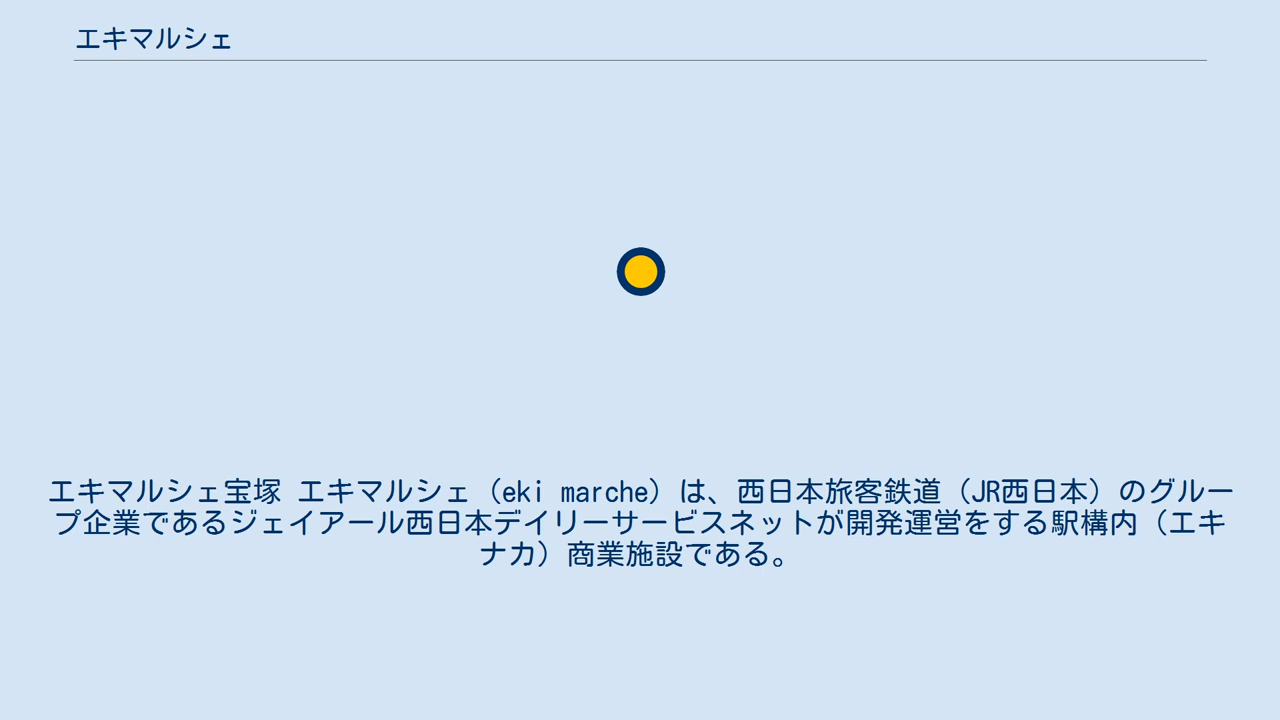 エキマルシェ
エキマルシェ宝塚 エキマルシェ（eki marche）は、西日本旅客鉄道（JR西日本）のグルー
プ企業であるジェイアール西日本デイリーサービスネットが開発運営をする駅構内（エキ
ナカ）商業施設である。